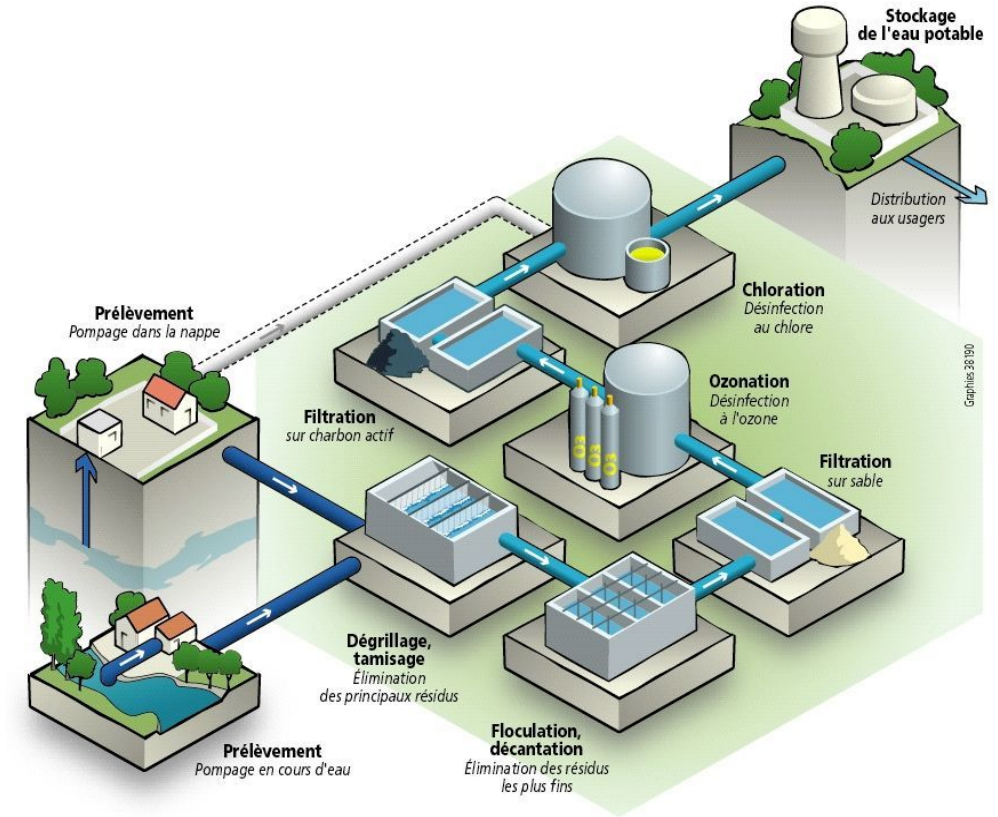 Stockage
de l'eau potable
Distribution
aux usagers
Prélèvement
Pompage dans la nappe
Chloration
Désinfection
au chlore
Graphies 38190
Filtration
sur charbon actif
Ozonation
Désinfection
à l'ozone
O3
O3
O3
Filtration
sur sable
Dégrillage,
tamisage
Élimination
des principaux résidus
Floculation,
décantation
Élimination des résidus
les plus fins
Prélèvement
Pompage en cours d'eau